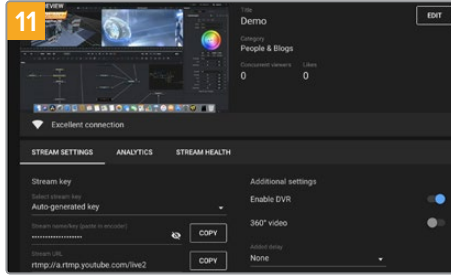 11
PREVIEW
Title
Demo
EDIT
Category
People & Blogs
Concurrent viewers Likes
0 0
Excellent connection
STREAM SETTINGS ANALYTICS STREAM HEALTH
Stream key
Additional settings
Select stream key
Auto-generated key
Enable DVR
360° video
Stream name/key (paste in encoder)
•••••••••••••••••••
COPY
Added delay
None
Stream URL
rtmp://a.rtmp.youtube.com/live2
COPY